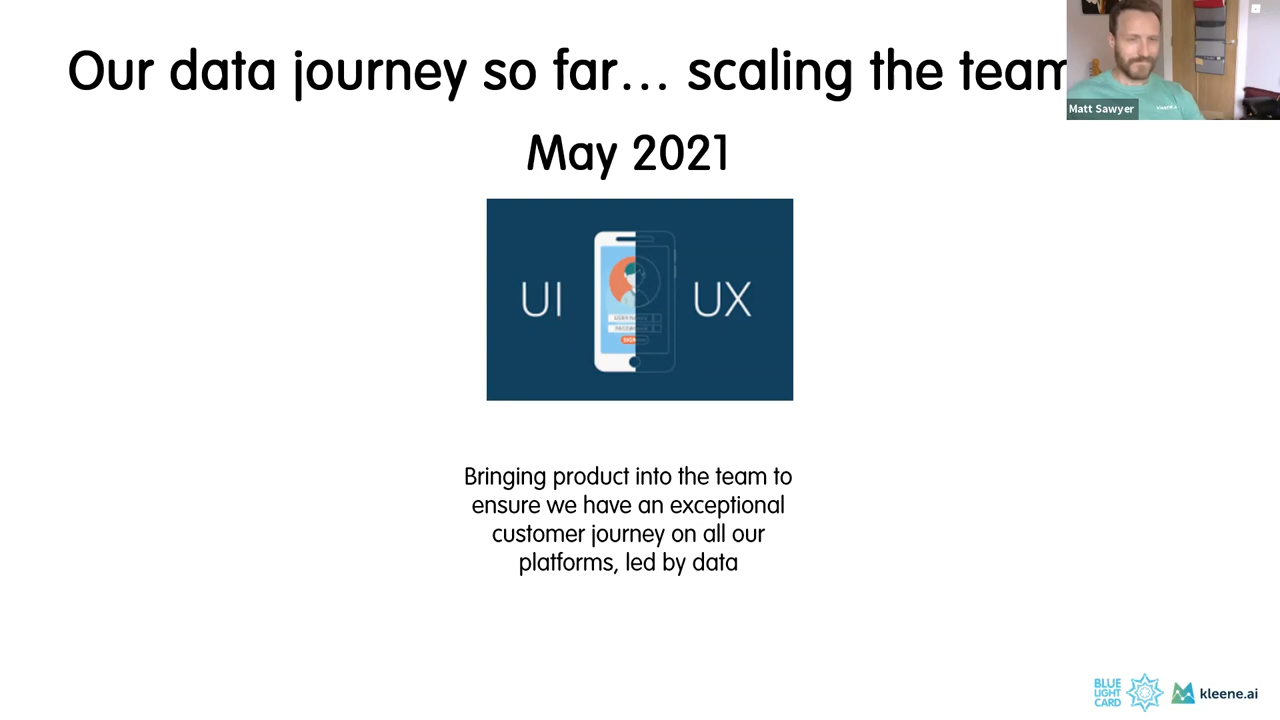 Our data journey so far… scaling the team
Matt Sawyer
May 2021
UI
UX
Bringing product into the team to
ensure we have an exceptional
customer journey on all our
platforms, led by data
BLUE
LIGHT
CARD
kleene.ai